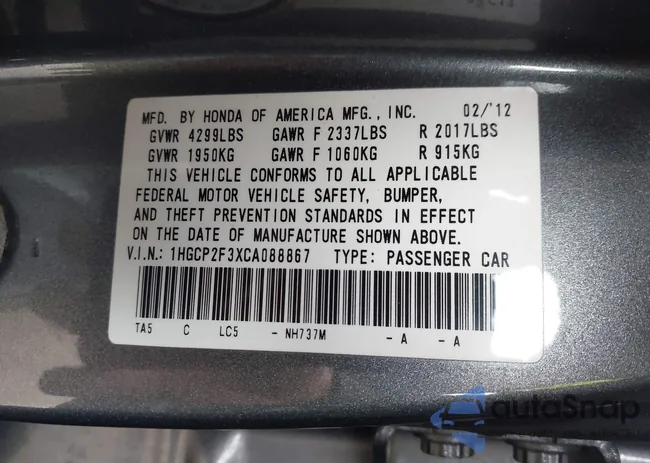 MFD. BY HONDA OF AMERICA MFG., INC. 02/'12
GVWR 4299LBS GAWR F 2337LBS R 2017LBS
GVWR 1950KG GAWR F 1060KG R 915KG
THIS VEHICLE CONFORMS TO ALL APPLICABLE
FEDERAL MOTOR VEHICLE SAFETY, BUMPER,
AND THEFT PREVENTION STANDARDS IN EFFECT
ON THE DATE OF MANUFACTURE SHOWN ABOVE.
V.I.N.: 1HGCP2F3XCA088867 TYPE: PASSENGER CAR
TA5 C LC5 - NH737M - A - A
autoSnap